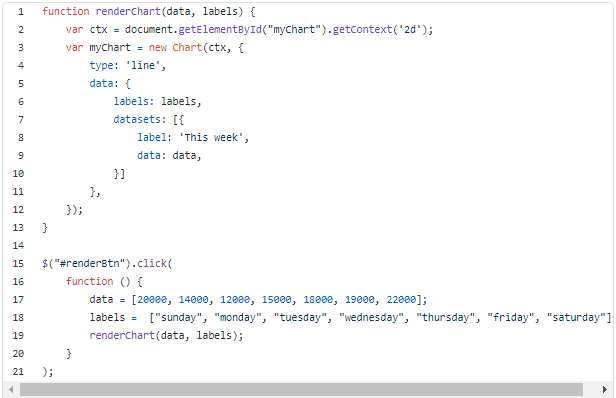 1 function renderChart(data, labels) {
2     var ctx = document.getElementById("myChart").getContext('2d');
3     var myChart = new Chart(ctx, {
4         type: 'line',
5         data: {
6             labels: labels,
7             datasets: [{
8                 label: 'This week',
9                 data: data,
10             }]
11         },
12     });
13 }
14
15 $("#renderBtn").click(
16     function () {
17         data = [20000, 14000, 12000, 15000, 18000, 19000, 22000];
18         labels =  ["sunday", "monday", "tuesday", "wednesday", "thursday", "friday", "saturday"]
19         renderChart(data, labels);
20     }
21 );